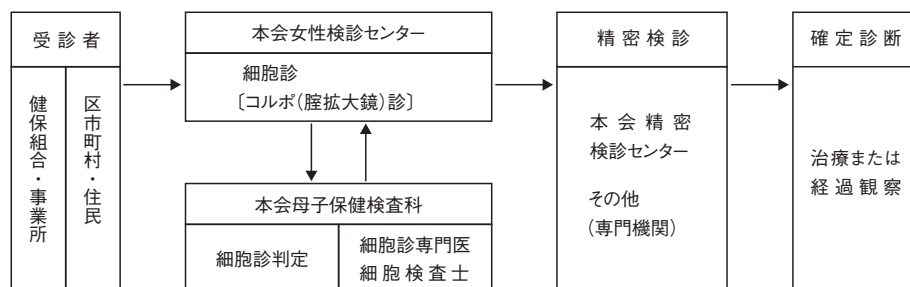 受診者
健保組合・事業所
区市町村・住民
本会女性検診センター
細胞診
〔コルポ(腟拡大鏡)診〕
本会母子保健検査科
細胞診判定
細胞診専門医
細胞検査士
精密検診
本会精密
検診センター
その他
(専門機関)
確定診断
治療または
経過観察